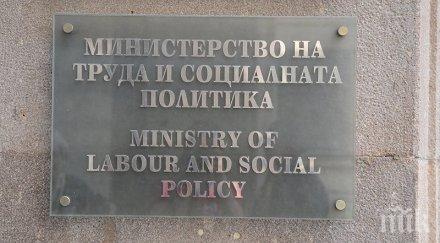 МИНИСТЕРСТВО НА
ТРУДА И СОЦИАЛНАТА
ПОЛИТИКА
MINISTRY OF
LABOUR AND SOCIAL
POLICY